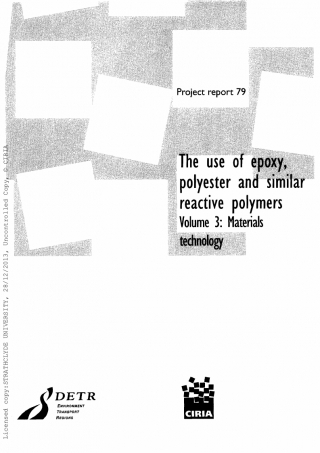 Project report 79
The use of epoxy,
polyester and similar
reactive polymers
Volume 3: Materials
technology
Licensed copy:STRATHCLYDE UNIVERSITY, 28/12/2013, Uncontrolled Copy, © CIRIA
DETR
ENVIRONMENT
TRANSPORT
REGIONS
CIRIA